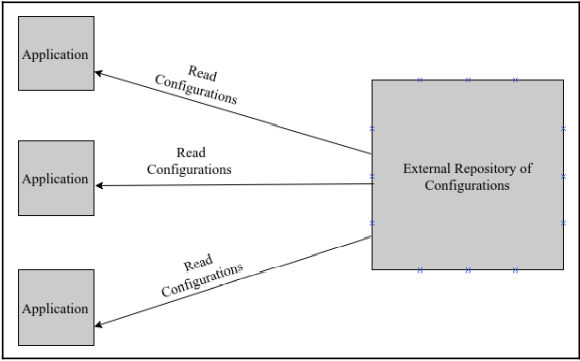 Application
Read
Configurations
Application
Read
Configurations
External Repository of
Configurations
Application
Read
Configurations